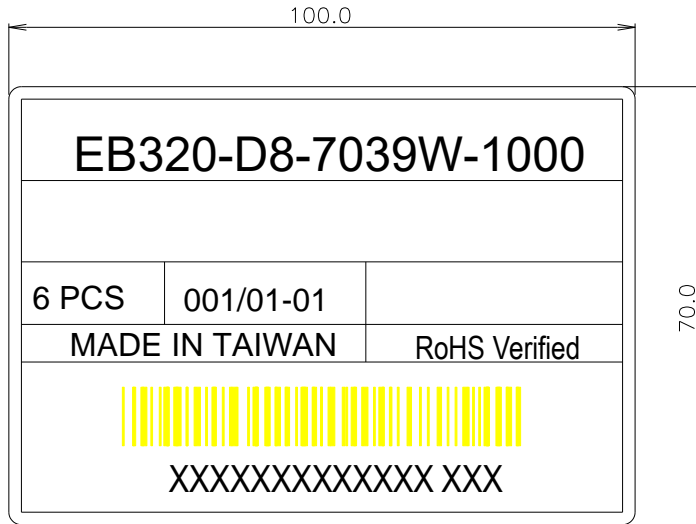 100.0
EB320-D8-7039W-1000
6 PCS 001/01-01
70.0
MADE IN TAIWAN RoHS Verified
XXXXXXXXXXXXX XXX